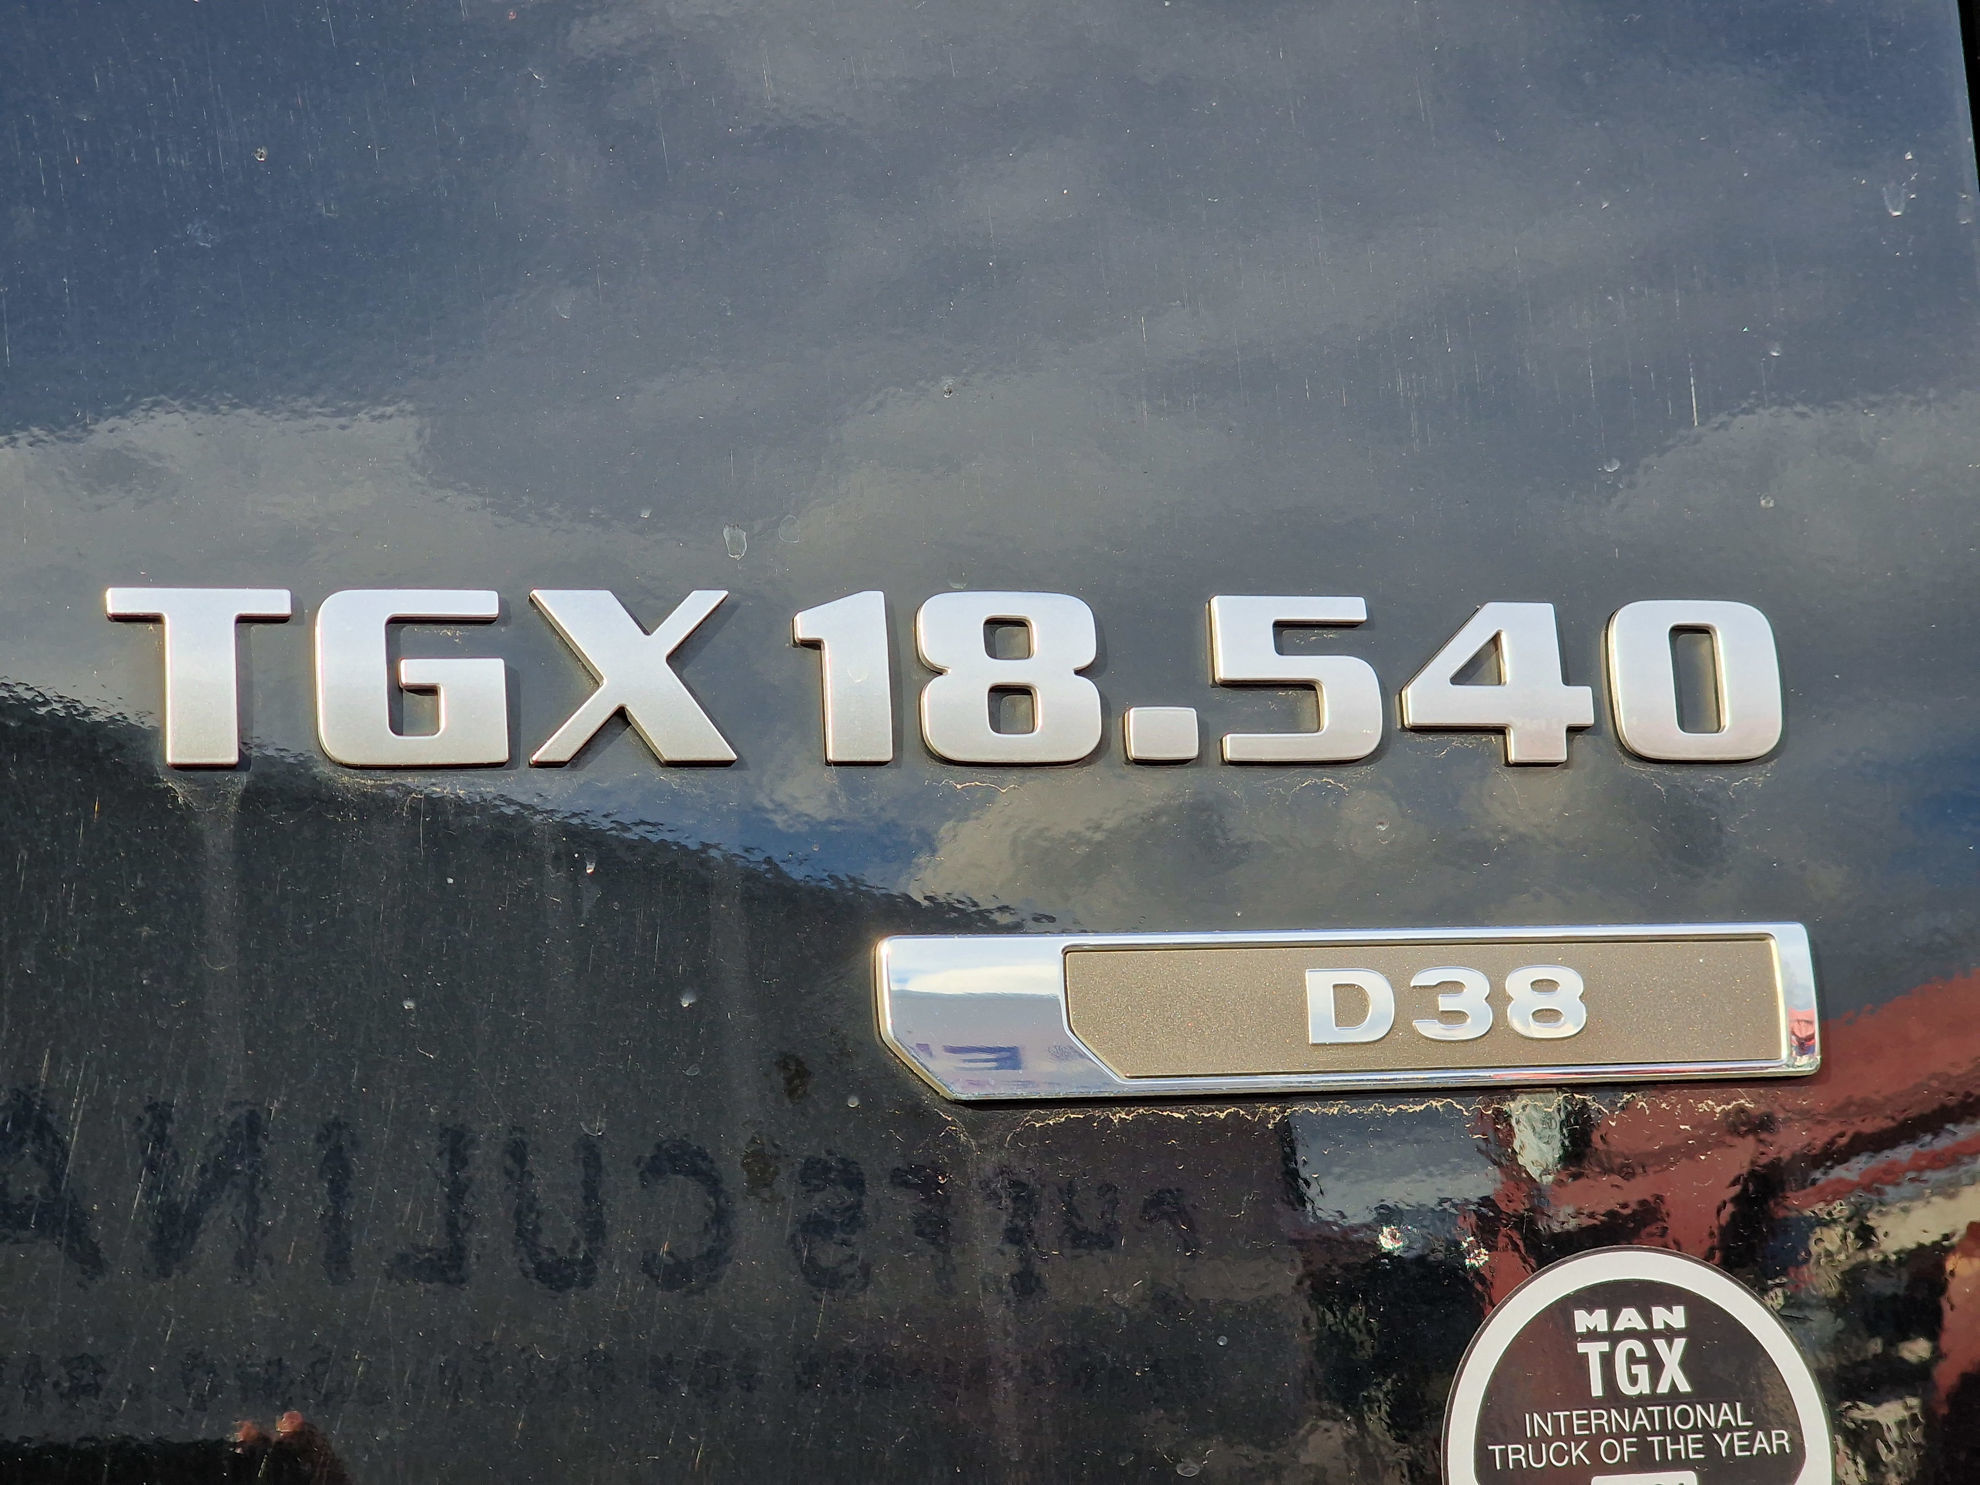 TGX 18.540
D38
MAN
TGX
INTERNATIONAL
TRUCK OF THE YEAR